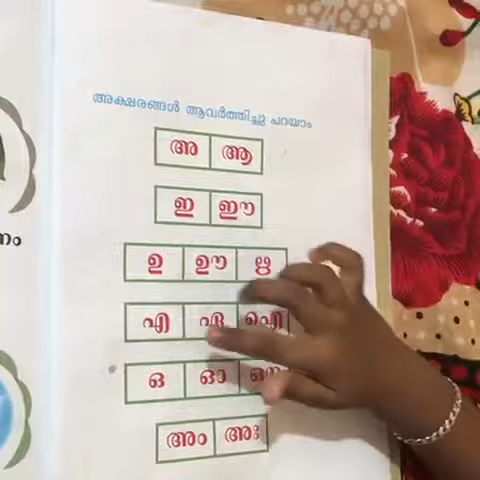 അക്ഷരങ്ങൾ ആവർത്തിച്ചു പറയാം
അ ആ
ഇ ഈ
നം
ഉ ഊ ഋ
എ ഏ ഐ
ഒ ഓ
അം അഃ